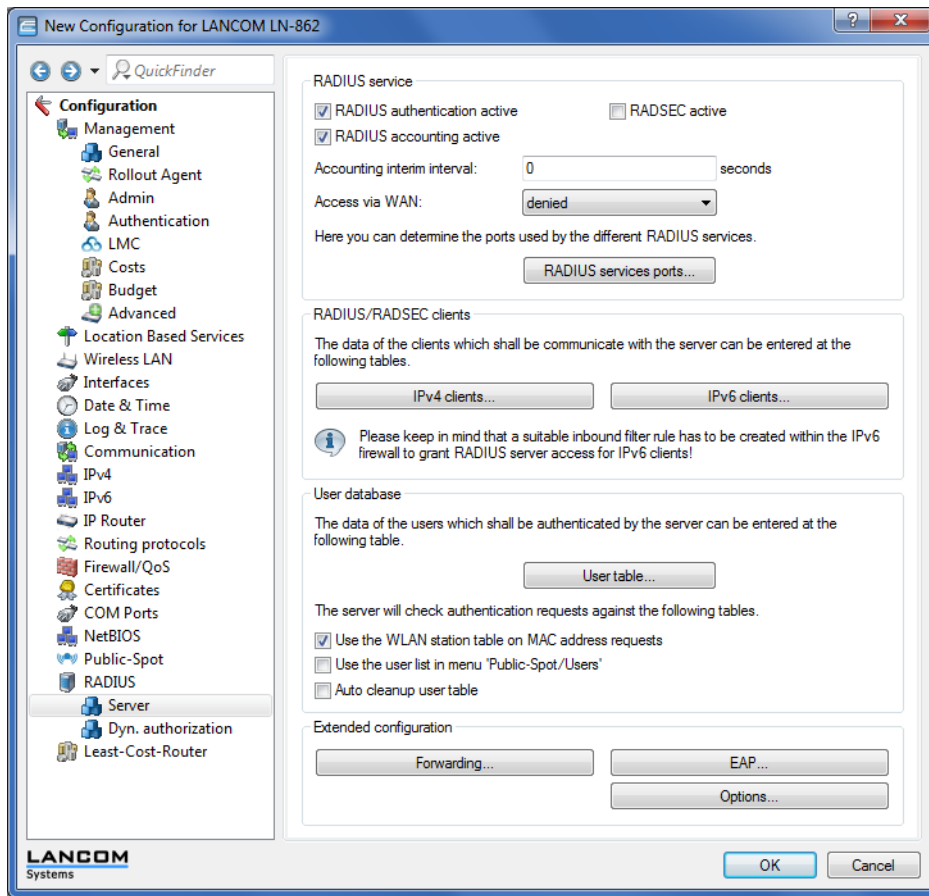 New Configuration for LANCOM LN-862
QuickFinder
Configuration
Management
General
Rollout Agent
Admin
Authentication
LMC
Costs
Budget
Advanced
Location Based Services
Wireless LAN
Interfaces
Date & Time
Log & Trace
Communication
IPv4
IPv6
IP Router
Routing protocols
Firewall/QoS
Certificates
COM Ports
NetBIOS
Public-Spot
RADIUS
Server
Dyn. authorization
Least-Cost-Router
RADIUS service
RADIUS authentication active
RADSEC active
RADIUS accounting active
Accounting interim interval: 0 seconds
Access via WAN: denied
Here you can determine the ports used by the different RADIUS services.
RADIUS services ports...
RADIUS/RADSEC clients
The data of the clients which shall be communicate with the server can be entered at the
following tables.
IPv4 clients...
IPv6 clients...
Please keep in mind that a suitable inbound filter rule has to be created within the IPv6
firewall to grant RADIUS server access for IPv6 clients!
User database
The data of the users which shall be authenticated by the server can be entered at the
following table.
User table...
The server will check authentication requests against the following tables.
Use the WLAN station table on MAC address requests
Use the user list in menu 'Public-Spot/Users'
Auto cleanup user table
Extended configuration
Forwarding...
EAP...
Options...
LANCOM
Systems
OK
Cancel